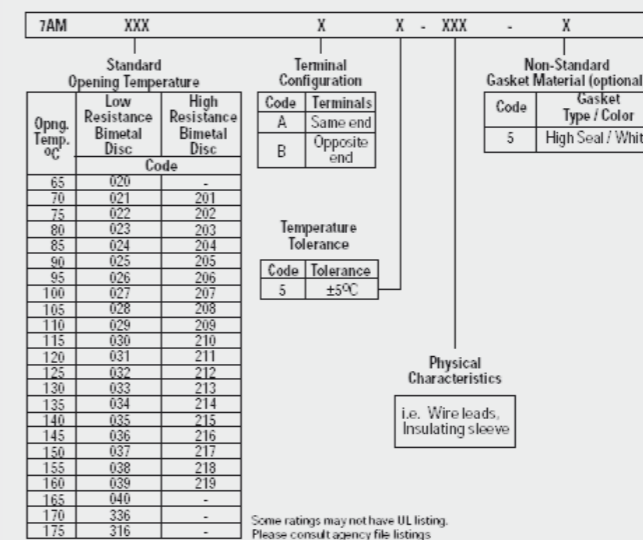 7AM XXX X X - XXX - X
Standard
Opening Temperature
Opng.
Temp.
ºC
Low
Resistance
Bimetal
Disc
High
Resistance
Bimetal
Disc
Code
65 020 -
70 021 201
75 022 202
80 023 203
85 024 204
90 025 205
95 026 206
100 027 207
105 028 208
110 029 209
115 030 210
120 031 211
125 032 212
130 033 213
135 034 214
140 035 215
145 036 216
150 037 217
155 038 218
160 039 219
165 040 -
170 336 -
175 316 -
Terminal
Configuration
Code Terminals
A Same end
B Opposite
end
Temperature
Tolerance
Code Tolerance
5 ±5ºC
Physical
Characteristics
i.e. Wire leads,
Insulating sleeve
Non-Standard
Gasket Material (optional
Code Gasket
Type / Color
5 High Seal / Whit
Some ratings may not have UL listing.
Please consult agency file listings